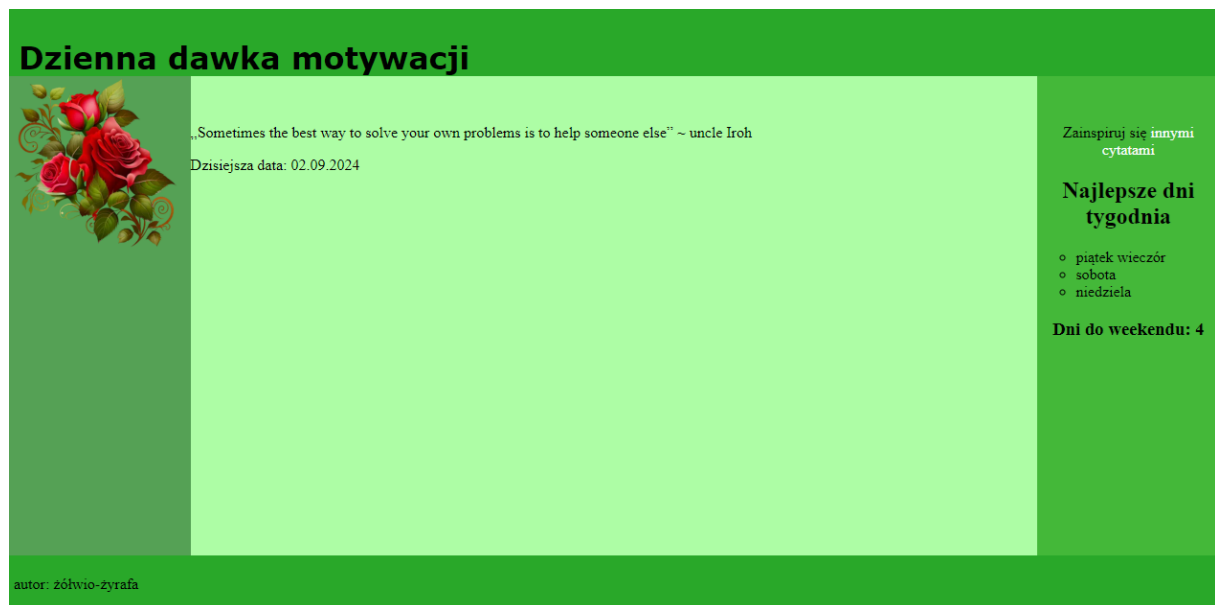 Dzienna dawka motywacji
,,Sometimes the best way to solve your own problems is to help someone else” ~ uncle Iroh
Dzisiejsza data: 02.09.2024
Zainspiruj się innymi
cytatami
Najlepsze dni
tygodnia
piątek wieczór
sobota
niedziela
Dni do weekendu: 4
autor: żółwio-żyrafa